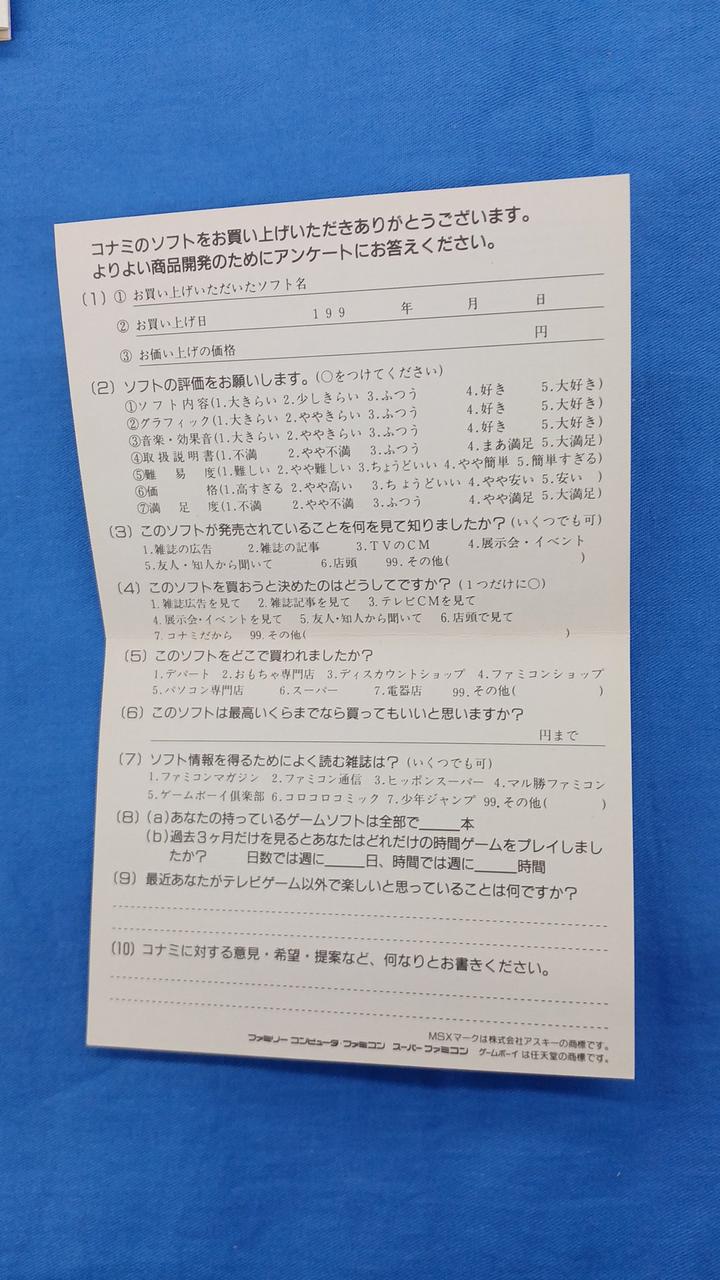 コナミのソフトをお買い上げいただきありがとうございます。
よりよい商品開発のためにアンケートにお答えください。
(1) ① お買い上げいただいたソフト名
② お買い上げ日 199 年 月 日
③ お価い上げの価格 円
(2) ソフトの評価をお願いします。(○をつけてください)
①ソフト内容(1.大きらい 2.少しきらい 3.ふつう 4.好き 5.大好き)
②グラフィック(1.大きらい 2.ややきらい 3.ふつう 4.好き 5.大好き)
③音楽・効果音(1.大きらい 2.ややきらい 3.ふつう 4.好き 5.大好き)
④取扱説明書(1.不満 2.やや不満 3.ふつう 4.まあ満足 5.大満足)
⑤難易度(1.難しい 2.やや難しい 3.ちょうどいい 4.やや簡単 5.簡単すぎる)
⑥価格(1.高すぎる 2.やや高い 3.ちょうどいい 4.やや安い 5.安い )
⑦満足度(1.不満 2.やや不満 3.ふつう 4.やや満足 5.大満足)
(3) このソフトが発売されていることを何を見て知りましたか?(いくつでも可)
1.雑誌の広告 2.雑誌の記事 3.TVのCM 4.展示会・イベント
5.友人・知人から聞いて 6.店頭 99.その他( )
(4) このソフトを買おうと決めたのはどうしてですか?(1つだけに○)
1.雑誌広告を見て 2.雑誌記事を見て 3.テレビCMを見て
4.展示会・イベントを見て 5.友人・知人から聞いて 6.店頭で見て
7.コナミだから 99.その他( )
(5) このソフトをどこで買われましたか?
1.デパート 2.おもちゃ専門店 3.ディスカウントショップ 4.ファミコンショップ
5.パソコン専門店 6.スーパー 7.電器店 99.その他( )
(6) このソフトは最高いくらまでなら買ってもいいと思いますか?
円まで
(7) ソフト情報を得るためによく読む雑誌は?(いくつでも可)
1.ファミコンマガジン 2.ファミコン通信 3.ヒッポンスーパー 4.マル勝ファミコン
5.ゲームボーイ倶楽部 6.コロコロコミック 7.少年ジャンプ 99.その他( )
(8) (a)あなたの持っているゲームソフトは全部で_____本
(b)過去3ヶ月だけを見るとあなたはどれだけの時間ゲームをプレイしまし
たか? 日数では週に_____日、時間では週に_____時間
(9) 最近あなたがテレビゲーム以外で楽しいと思っていることは何ですか?
(10) コナミに対する意見・希望・提案など、何なりとお書きください。
MSXマークは株式会社アスキーの商標です。
ファミリーコンピュータ・ファミコン スーパーファミコン ゲームボーイ は任天堂の商標です。